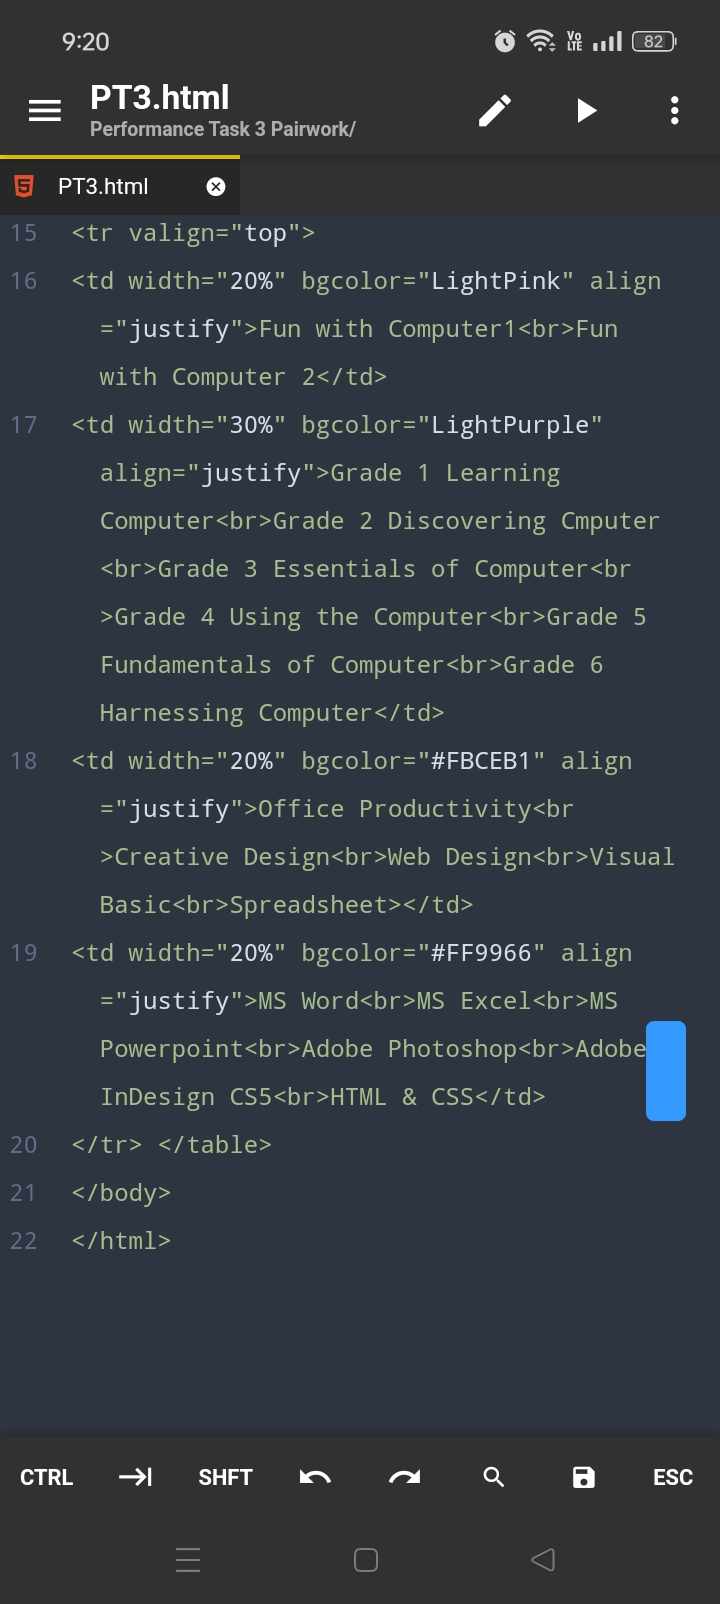 9:20
Vo LTE 82
PT3.html
Performance Task 3 Pairwork/
PT3.html
15 <tr valign="top">
16 <td width="20%" bgcolor="LightPink" align
="justify">Fun with Computer1<br>Fun
with Computer 2</td>
17 <td width="30%" bgcolor="LightPurple"
align="justify">Grade 1 Learning
Computer<br>Grade 2 Discovering Cmputer
<br>Grade 3 Essentials of Computer<br
>Grade 4 Using the Computer<br>Grade 5
Fundamentals of Computer<br>Grade 6
Harnessing Computer</td>
18 <td width="20%" bgcolor="#FBCEB1" align
="justify">Office Productivity<br
>Creative Design<br>Web Design<br>Visual
Basic<br>Spreadsheet></td>
19 <td width="20%" bgcolor="#FF9966" align
="justify">MS Word<br>MS Excel<br>MS
Powerpoint<br>Adobe Photoshop<br>Adobe
InDesign CS5<br>HTML & CSS</td>
20 </tr> </table>
21 </body>
22 </html>
CTRL SHFT ESC